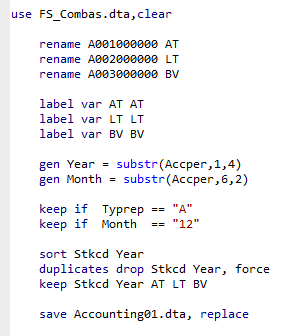 use FS_Combas.dta,clear
rename A001000000 AT
rename A002000000 LT
rename A003000000 BV
label var AT AT
label var LT LT
label var BV BV
gen Year = substr(Accper,1,4)
gen Month = substr(Accper,6,2)
keep if  Typrep == "A"
keep if  Month  == "12"
sort Stkcd Year
duplicates drop Stkcd Year, force
keep Stkcd Year AT LT BV
save Accounting01.dta, replace